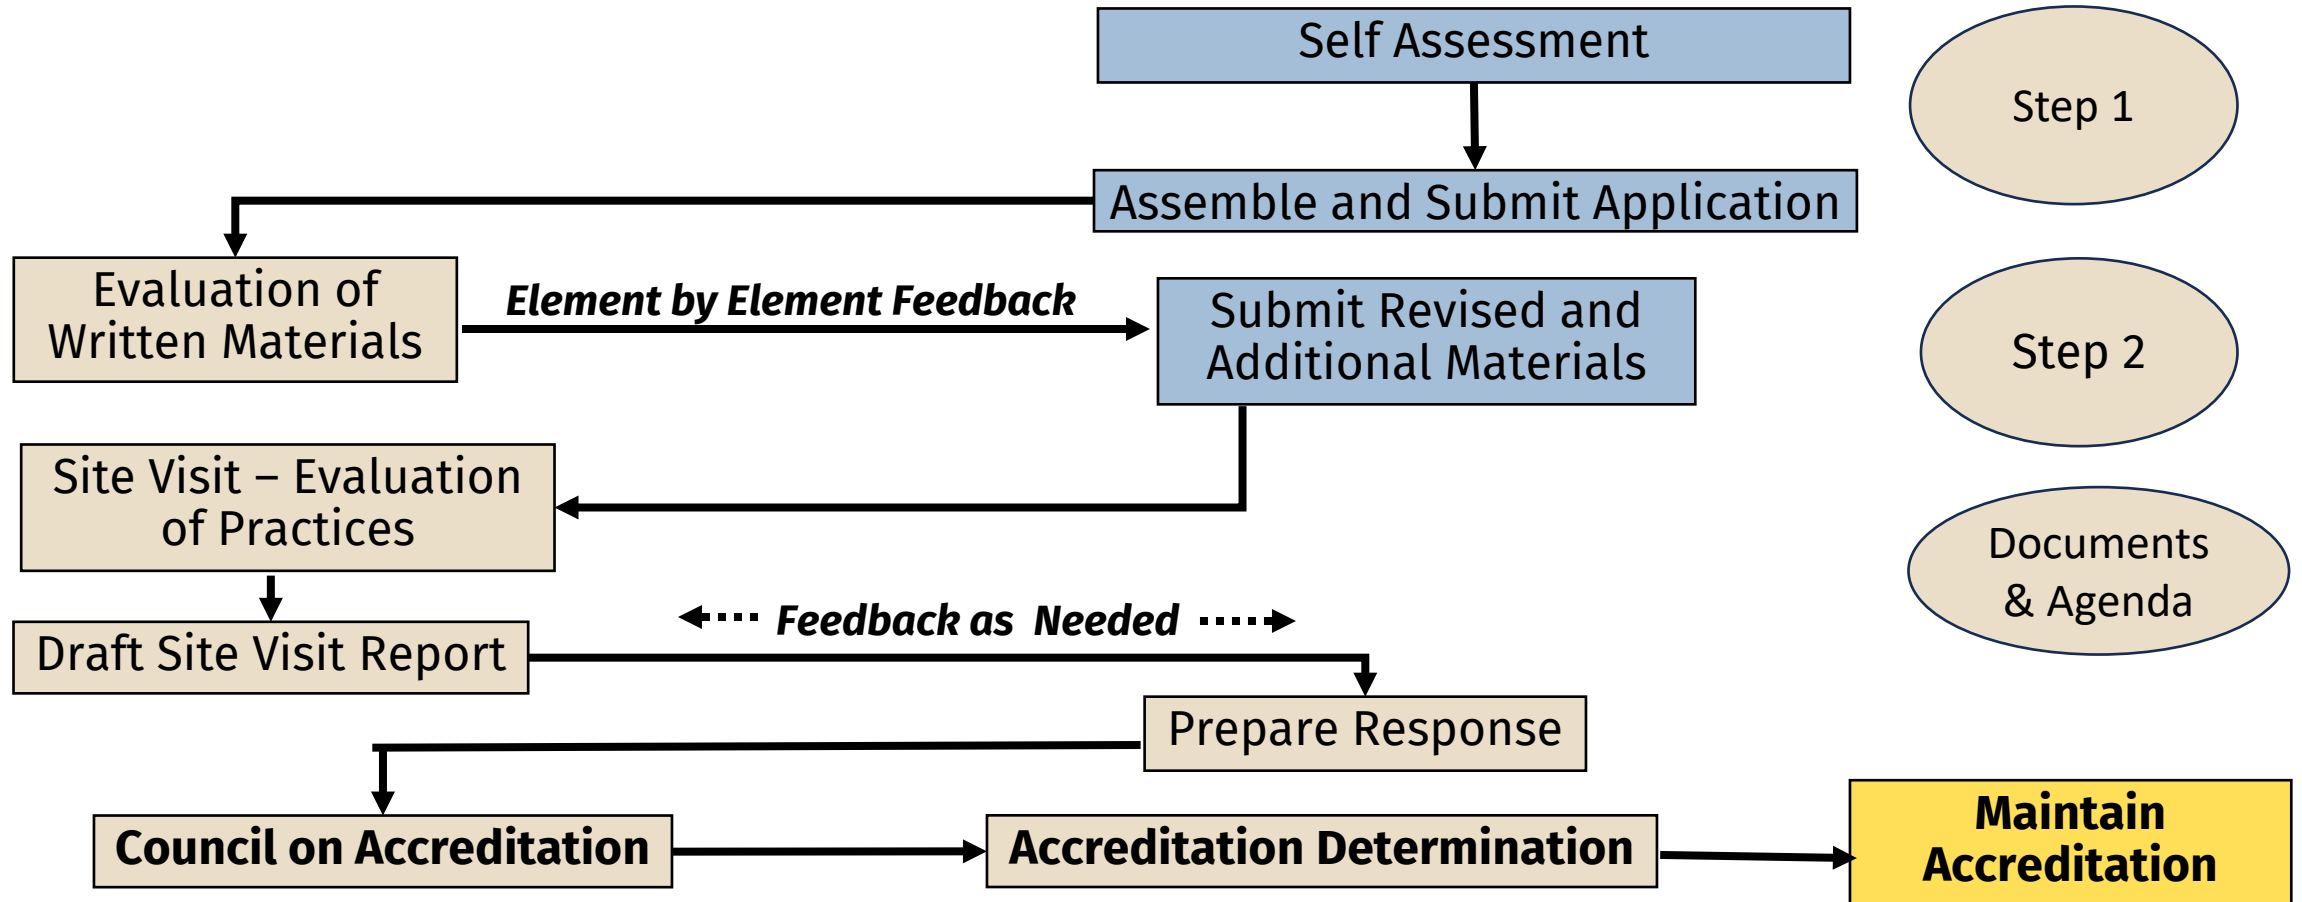 Self Assessment
Step 1
Assemble and Submit Application
Evaluation of
Written Materials
Element by Element Feedback
Submit Revised and
Additional Materials
Step 2
Site Visit – Evaluation
of Practices
Documents
& Agenda
Feedback as Needed
Draft Site Visit Report
Prepare Response
Council on Accreditation
Accreditation Determination
Maintain
Accreditation